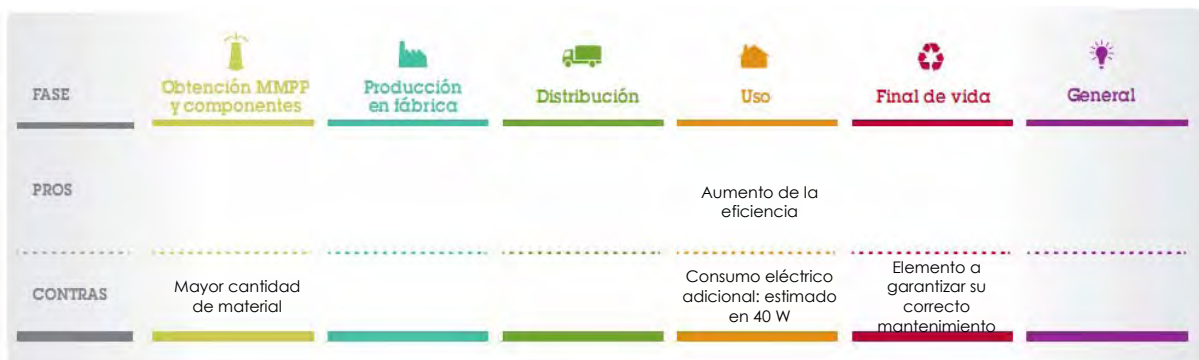 FASE
Obtención MMPP
y componentes
Producción
en fábrica
Distribución
Uso
Final de vida
General
PROS
Aumento de la
eficiencia
CONTRAS
Mayor cantidad
de material
Consumo eléctrico
adicional: estimado
en 40 W
Elemento a
garantizar su
correcto
mantenimiento